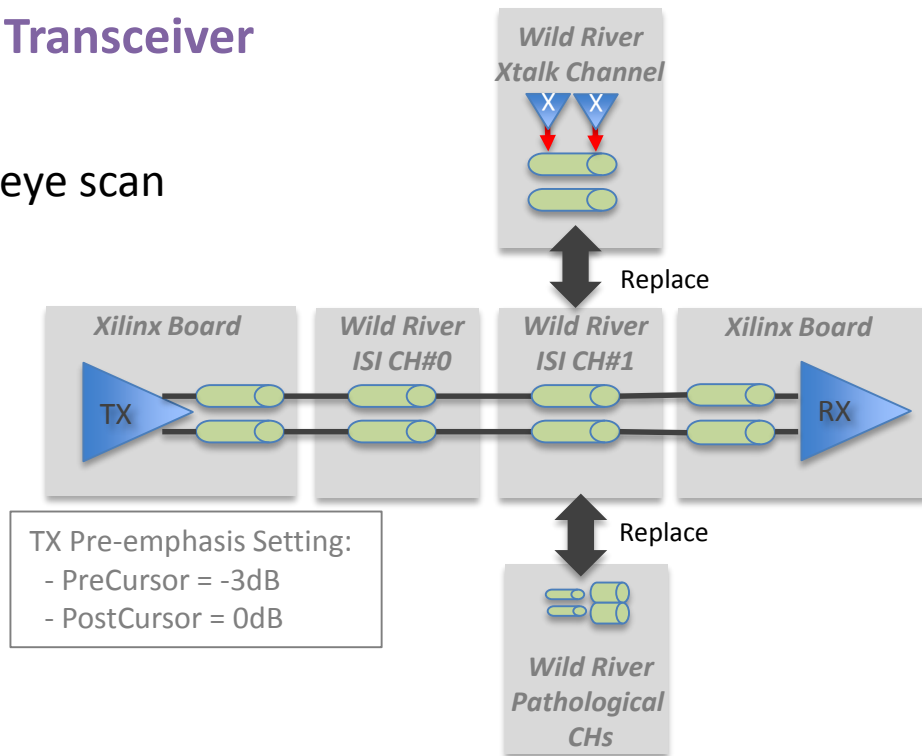 Transceiver
eye scan
Wild River
Xtalk Channel
X X
Replace
Xilinx Board
Wild River
ISI CH#0
Wild River
ISI CH#1
Xilinx Board
TX
RX
TX Pre-emphasis Setting:
- PreCursor = -3dB
- PostCursor = 0dB
Replace
Wild River
Pathological
CHs